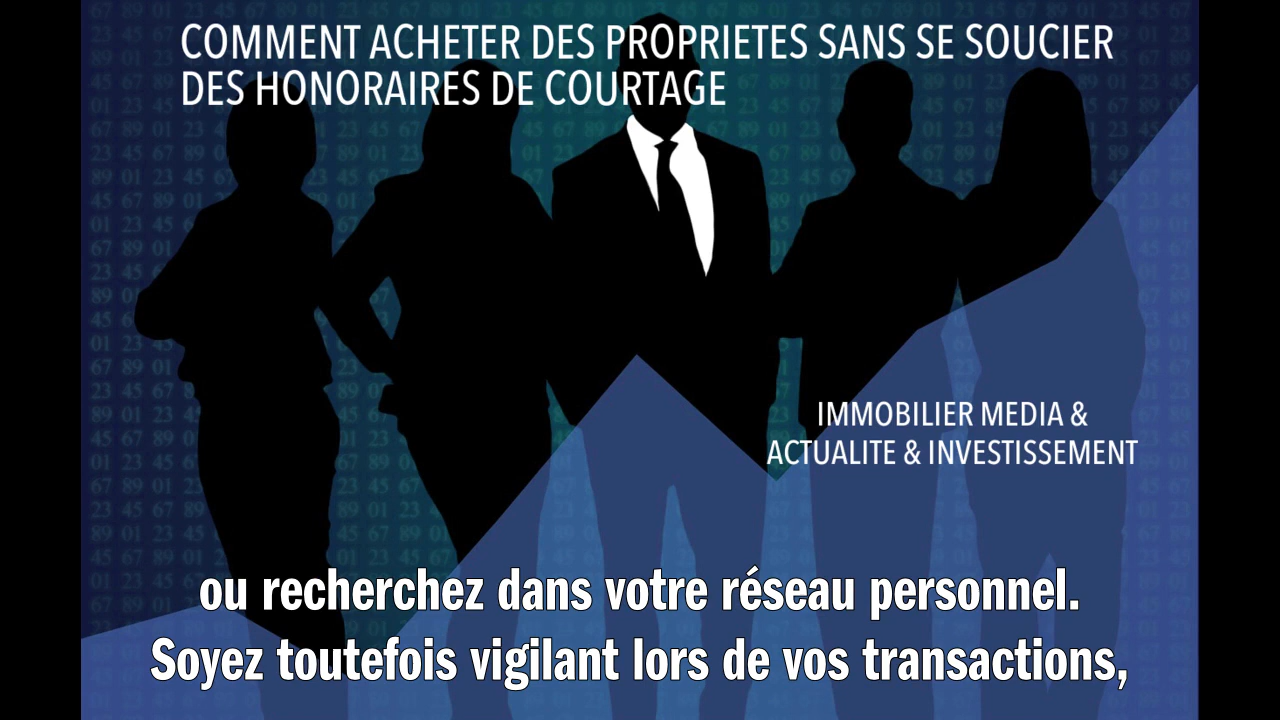 COMMENT ACHETER DES PROPRIETES SANS SE SOUCIER
DES HONORAIRES DE COURTAGE
IMMOBILIER MEDIA &
ACTUALITE & INVESTISSEMENT
ou recherchez dans votre réseau personnel.
Soyez toutefois vigilant lors de vos transactions,